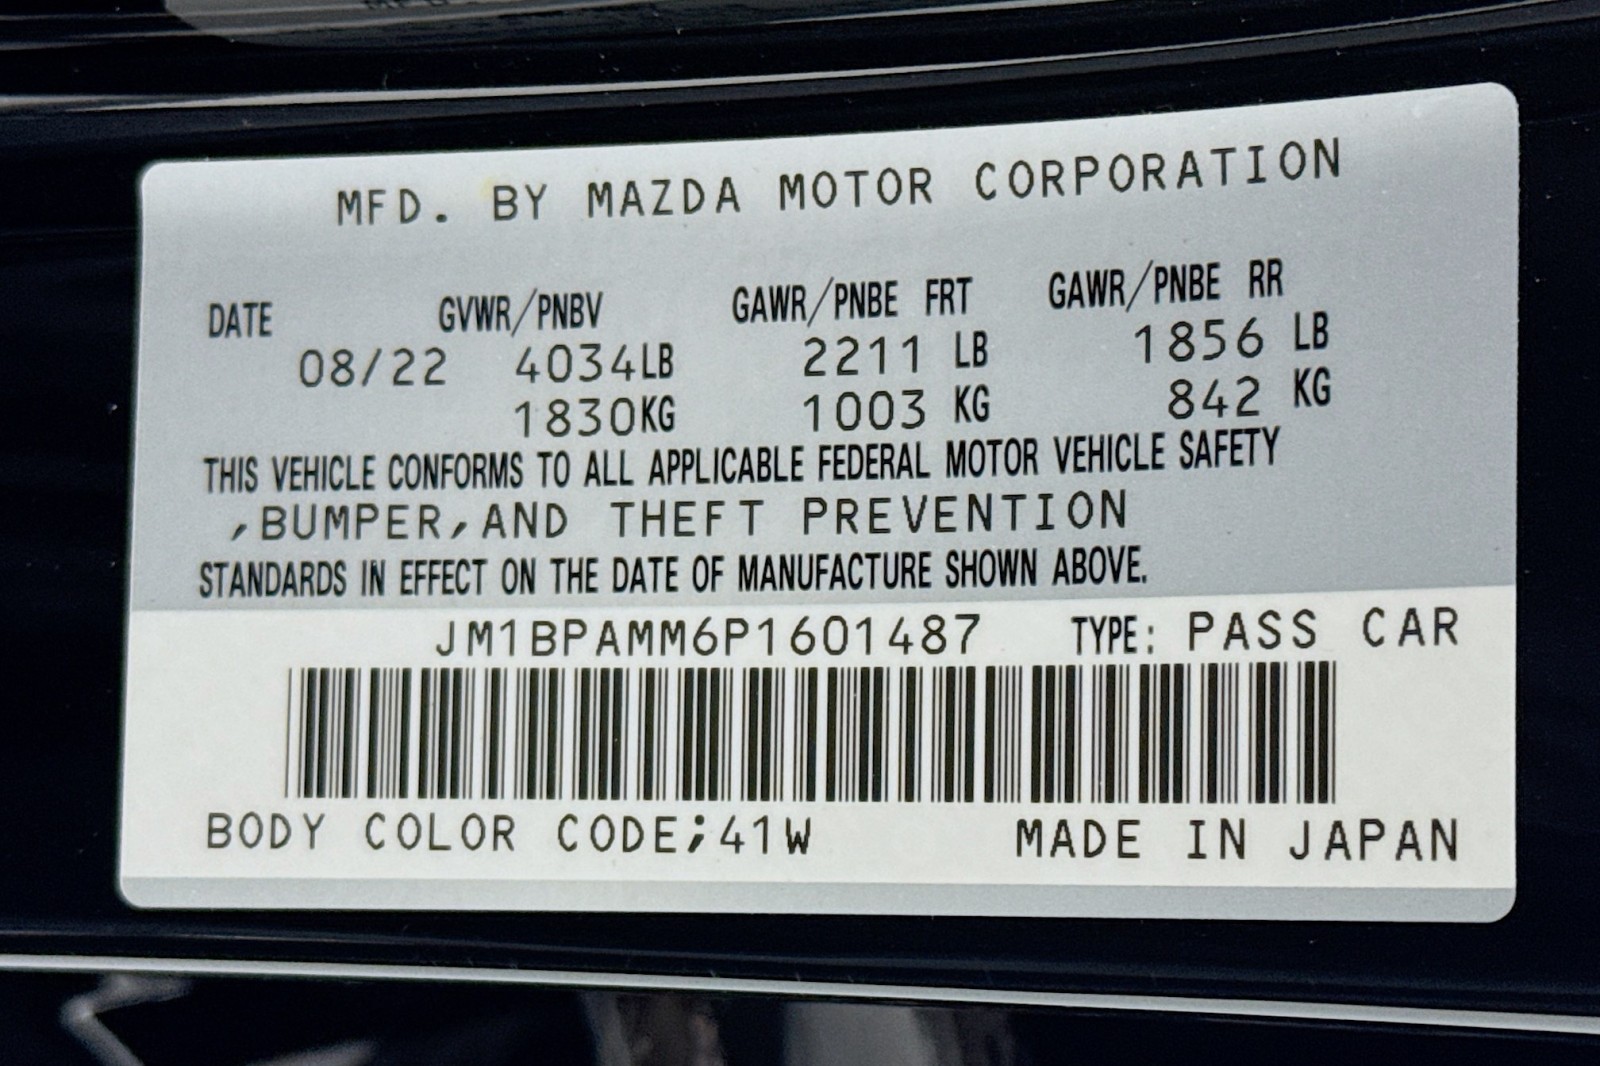 MFD. BY MAZDA MOTOR CORPORATION
DATE GVWR/PNBV GAWR/PNBE FRT GAWR/PNBE RR
08/22 4034LB 2211 LB 1856 LB
1830KG 1003 KG 842 KG
THIS VEHICLE CONFORMS TO ALL APPLICABLE FEDERAL MOTOR VEHICLE SAFETY
,BUMPER,AND THEFT PREVENTION
STANDARDS IN EFFECT ON THE DATE OF MANUFACTURE SHOWN ABOVE.
JM1BPAMM6P1601487 TYPE: PASS CAR
BODY COLOR CODE;41W MADE IN JAPAN